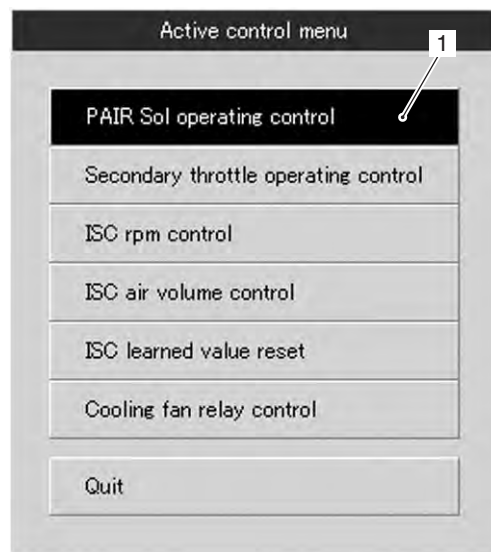 Active control menu
1
PAIR Sol operating control
Secondary throttle operating control
ISC rpm control
ISC air volume control
ISC learned value reset
Cooling fan relay control
Quit